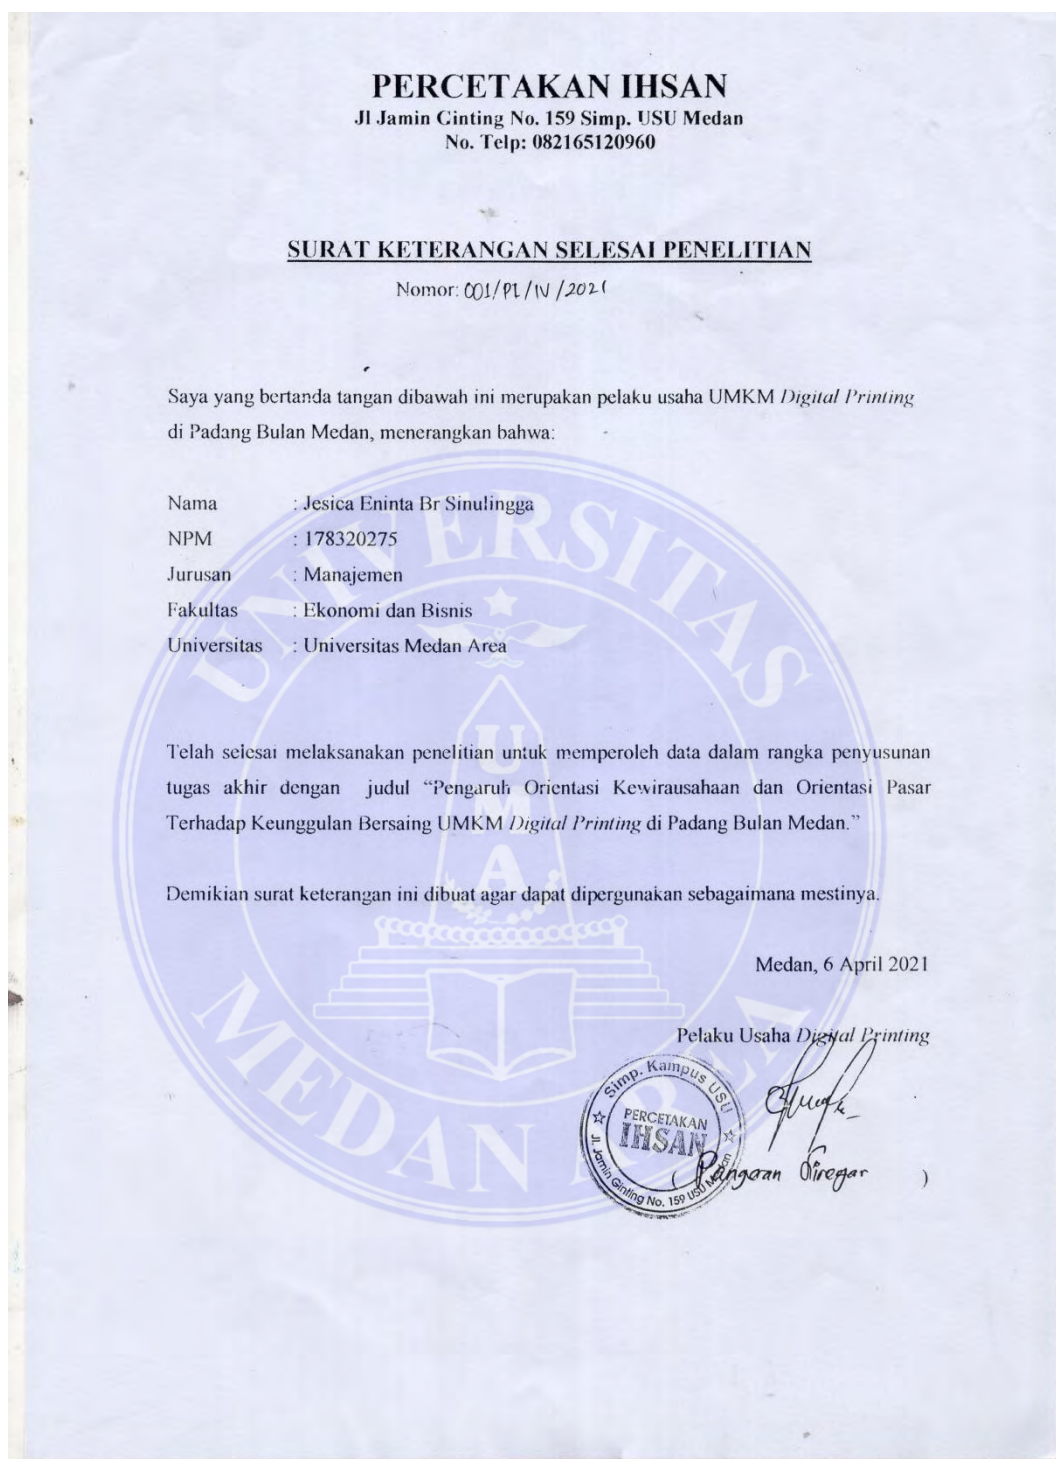 PERCETAKAN IHSAN
Jl Jamin Ginting No. 159 Simp. USU Medan
No. Telp: 082165120960
SURAT KETERANGAN SELESAI PENELITIAN
Nomor: 001/PI/IV/2021
Saya yang bertanda tangan dibawah ini merupakan pelaku usaha UMKM Digital Printing
di Padang Bulan Medan, menerangkan bahwa:
Nama : Jesica Eninta Br Sinulingga
NPM : 178320275
Jurusan : Manajemen
Fakultas : Ekonomi dan Bisnis
Universitas : Universitas Medan Area
Telah selesai melaksanakan penelitian untuk memperoleh data dalam rangka penyusunan
tugas akhir dengan judul “Pengaruh Orientasi Kewirausahaan dan Orientasi Pasar
Terhadap Keunggulan Bersaing UMKM Digital Printing di Padang Bulan Medan.”
Demikian surat keterangan ini dibuat agar dapat dipergunakan sebagaimana mestinya.
Medan, 6 April 2021
Pelaku Usaha Digital Printing
Simp. Kampus USU
PERCETAKAN
IHSAN
Jl. Jamin Ginting No. 159 USU Medan
( Pangeran Siregar )
UNIVERSITAS
UMA
MEDAN AREA